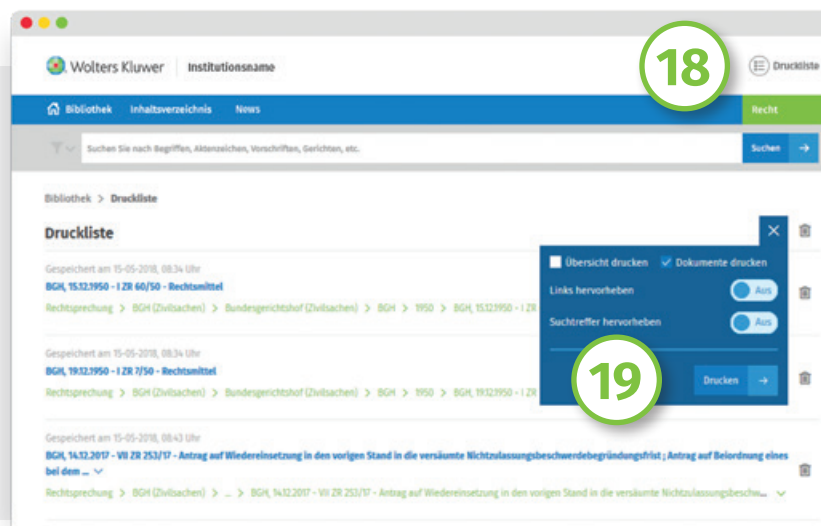 Wolters Kluwer Institutionsname
18
Druckliste
Bibliothek Inhaltsverzeichnis News Recht
Suchen Sie nach Begriffen, Aktenzeichen, Vorschriften, Gerichten, etc. Suchen →
Bibliothek > Druckliste
Druckliste
Übersicht drucken Dokumente drucken
Links hervorheben Aus
Suchtreffer hervorheben Aus
19
Drucken →
Gespeichert am 15-05-2018, 08:34 Uhr
BGH, 15.12.1950 - I ZR 60/50 - Rechtsmittel
Rechtsprechung > BGH (Zivilsachen) > Bundesgerichtshof (Zivilsachen) > BGH > 1950 > BGH, 15.12.1950 - I ZR
Gespeichert am 15-05-2018, 08:34 Uhr
BGH, 19.12.1950 - I ZR 7/50 - Rechtsmittel
Rechtsprechung > BGH (Zivilsachen) > Bundesgerichtshof (Zivilsachen) > BGH > 1950 > BGH, 19.12.1950 - I ZR
Gespeichert am 15-05-2018, 08:43 Uhr
BGH, 14.12.2017 - VII ZR 253/17 - Antrag auf Wiedereinsetzung in den vorigen Stand in die versäumte Nichtzulassungsbeschwerdebegründungsfrist ; Antrag auf Beiordnung eines
bei dem ...
Rechtsprechung > BGH (Zivilsachen) > ... > BGH, 14.12.2017 - VII ZR 253/17 - Antrag auf Wiedereinsetzung in den vorigen Stand in die versäumte Nichtzulassungsbeschw...